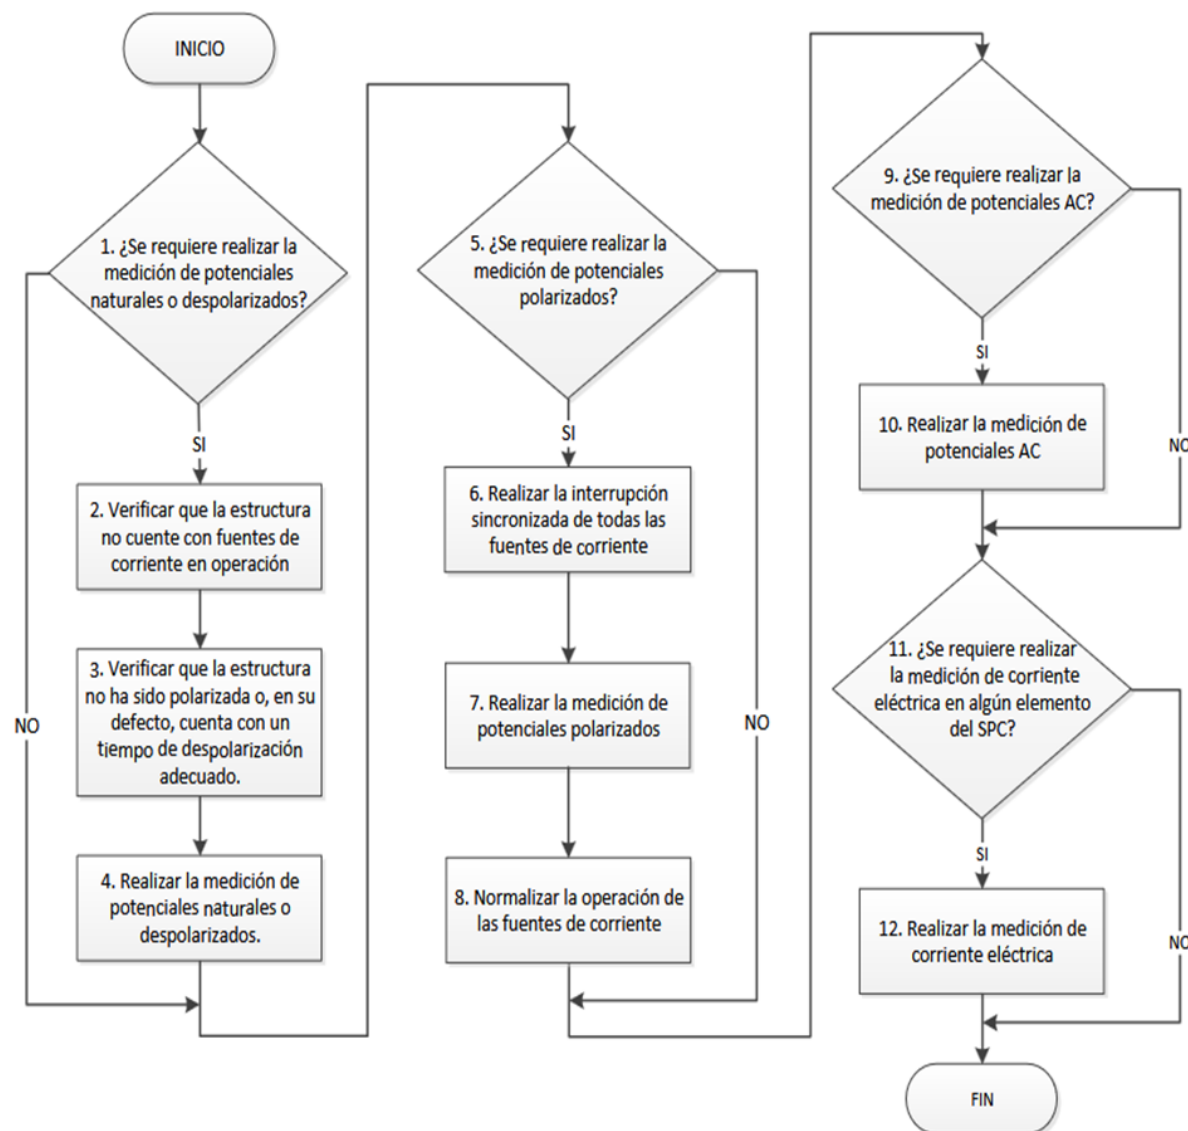 INICIO
1. ¿Se requiere realizar la
medición de potenciales
naturales o despolarizados?
SI
NO
2. Verificar que la estructura
no cuente con fuentes de
corriente en operación
3. Verificar que la estructura
no ha sido polarizada o, en su
defecto, cuenta con un
tiempo de despolarización
adecuado.
4. Realizar la medición de
potenciales naturales o
despolarizados.
5. ¿Se requiere realizar la
medición de potenciales
polarizados?
SI
NO
6. Realizar la interrupción
sincronizada de todas las
fuentes de corriente
7. Realizar la medición de
potenciales polarizados
8. Normalizar la operación de
las fuentes de corriente
9. ¿Se requiere realizar la
medición de potenciales AC?
SI
NO
10. Realizar la medición de
potenciales AC
11. ¿Se requiere realizar
la medición de corriente
eléctrica en algún elemento
del SPC?
SI
NO
12. Realizar la medición de
corriente eléctrica
FIN